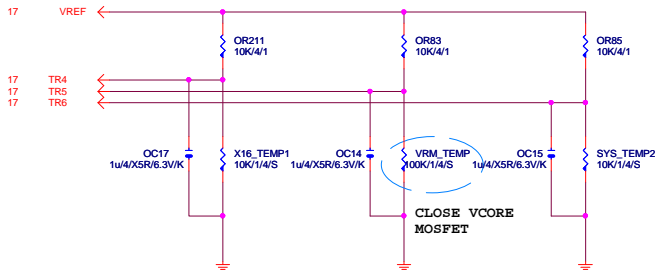 17 VREF
OR211
10K/4/1
OR83
10K/4/1
OR85
10K/4/1
17 TR4
17 TR5
17 TR6
OC17
1u/4/X5R/6.3V/K
X16_TEMP1
10K/1/4/S
OC14
1u/4/X5R/6.3V/K
VRM_TEMP
100K/1/4/S
OC15
1u/4/X5R/6.3V/K
SYS_TEMP2
10K/1/4/S
CLOSE VCORE
MOSFET